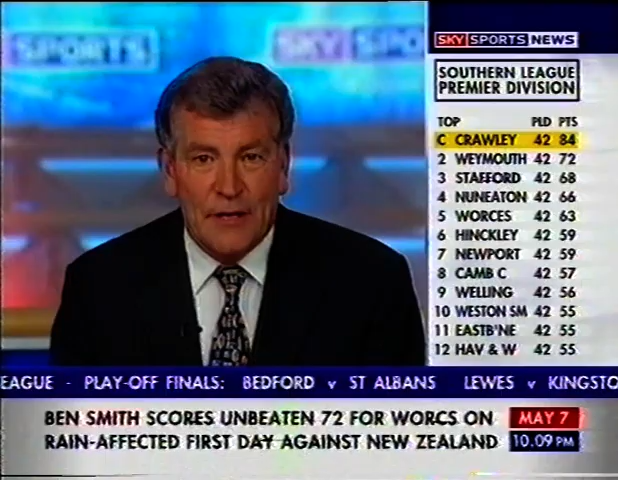 SPORTS
SKY SPO
SKY SPORTS NEWS
SOUTHERN LEAGUE
PREMIER DIVISION
TOP PLD PTS
C CRAWLEY 42 84
2 WEYMOUTH 42 72
3 STAFFORD 42 68
4 NUNEATON 42 66
5 WORCES 42 63
6 HINCKLEY 42 59
7 NEWPORT 42 59
8 CAMB C 42 57
9 WELLING 42 56
10 WESTON SM 42 55
11 EASTB'NE 42 55
12 HAV & W 42 55
EAGUE - PLAY-OFF FINALS: BEDFORD v ST ALBANS LEWES v KINGSTO
BEN SMITH SCORES UNBEATEN 72 FOR WORCS ON
RAIN-AFFECTED FIRST DAY AGAINST NEW ZEALAND
MAY 7
10.09 PM